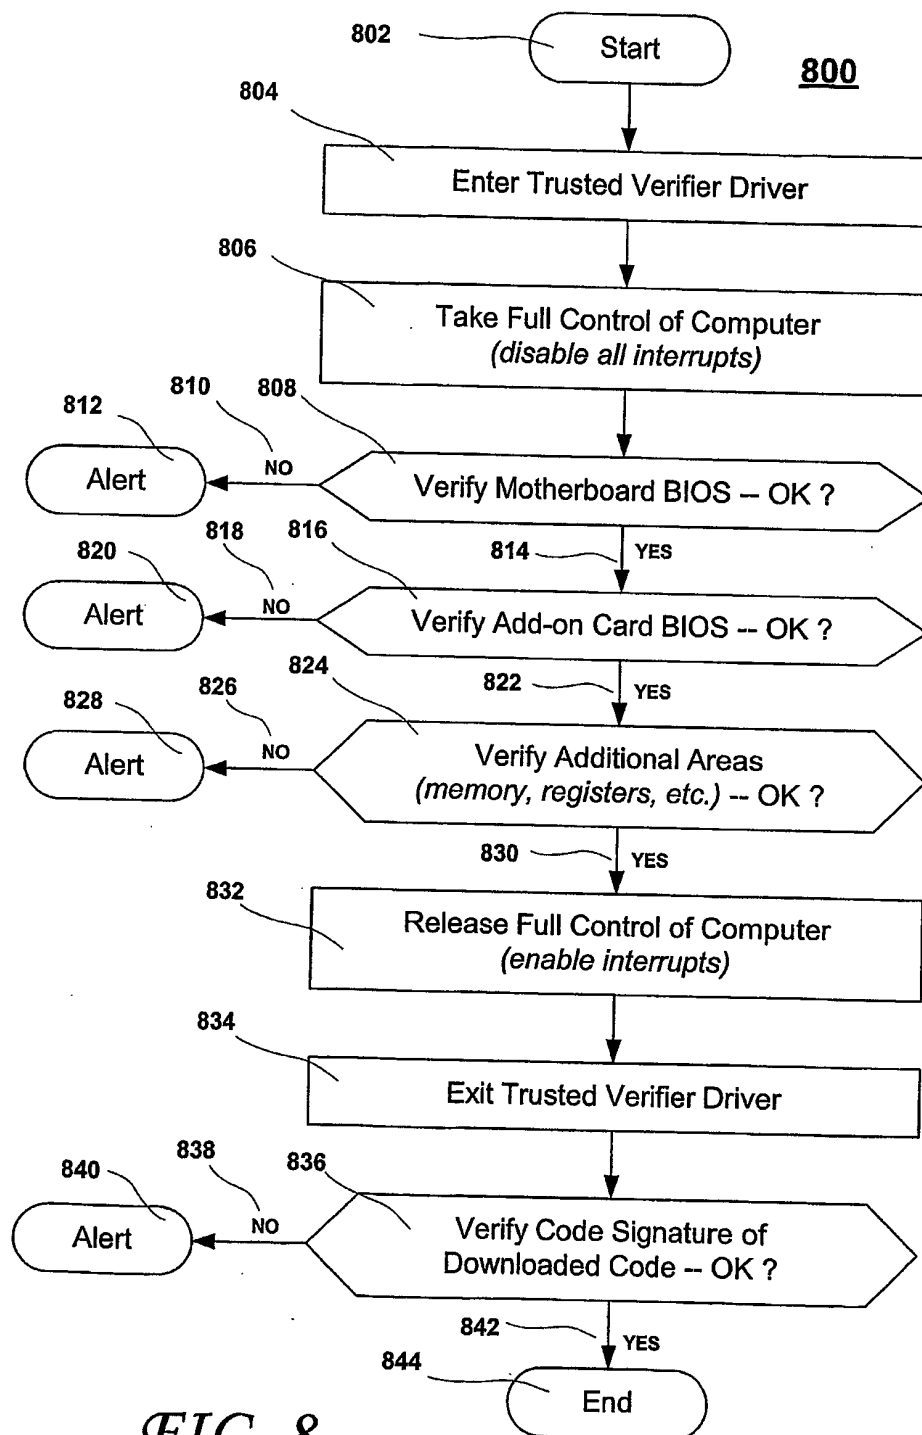 802
Start
800
804
Enter Trusted Verifier Driver
806
Take Full Control of Computer
(disable all interrupts)
810
808
812
Alert
NO
Verify Motherboard BIOS -- OK ?
818
816
814
YES
820
Alert
NO
Verify Add-on Card BIOS -- OK ?
824
822
YES
826
828
Alert
NO
Verify Additional Areas
(memory, registers, etc.) -- OK ?
830
YES
832
Release Full Control of Computer
(enable interrupts)
834
Exit Trusted Verifier Driver
838
836
840
Alert
NO
Verify Code Signature of
Downloaded Code -- OK ?
842
YES
844
End
FIG. 8